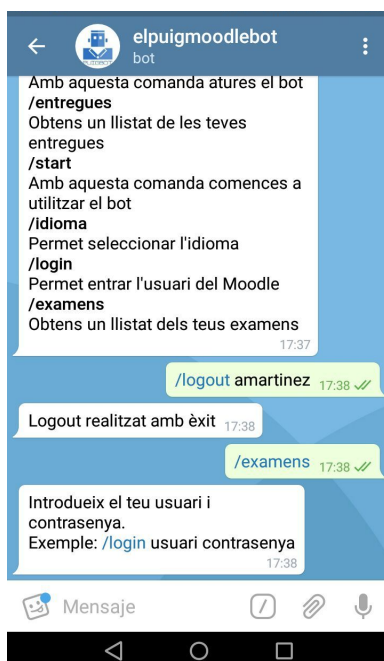 elpuigmoodlebot
bot
Amb aquesta comanda atures el bot
/entregues
Obtens un llistat de les teves
entregues
/start
Amb aquesta comanda comences a
utilitzar el bot
/idioma
Permet seleccionar l'idioma
/login
Permet entrar l'usuari del Moodle
/examens
Obtens un llistat dels teus examens
17:37
/logout amartinez 17:38
Logout realitzat amb èxit 17:38
/examens 17:38
Introdueix el teu usuari i
contrasenya.
Exemple: /login usuari contrasenya
17:38
Mensaje